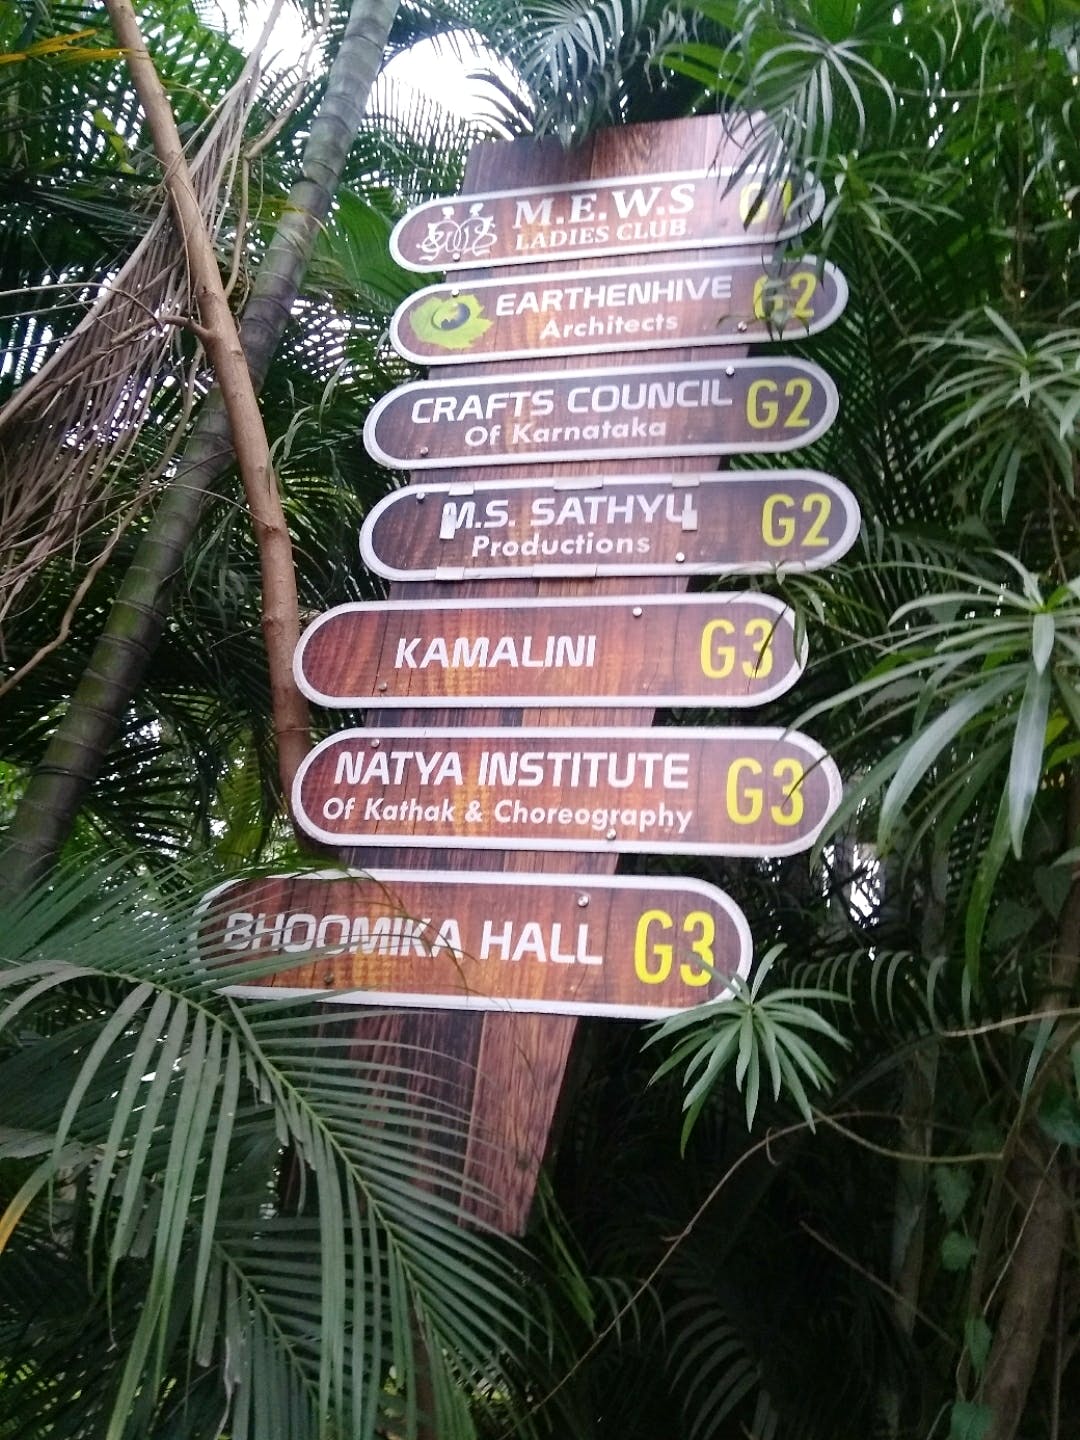 M.E.W.S G1
LADIES CLUB
EARTHENHIVE G2
Architects
CRAFTS COUNCIL G2
Of Karnataka
M.S. SATHYU G2
Productions
KAMALINI G3
NATYA INSTITUTE G3
Of Kathak & Choreography
BHOOMIKA HALL G3